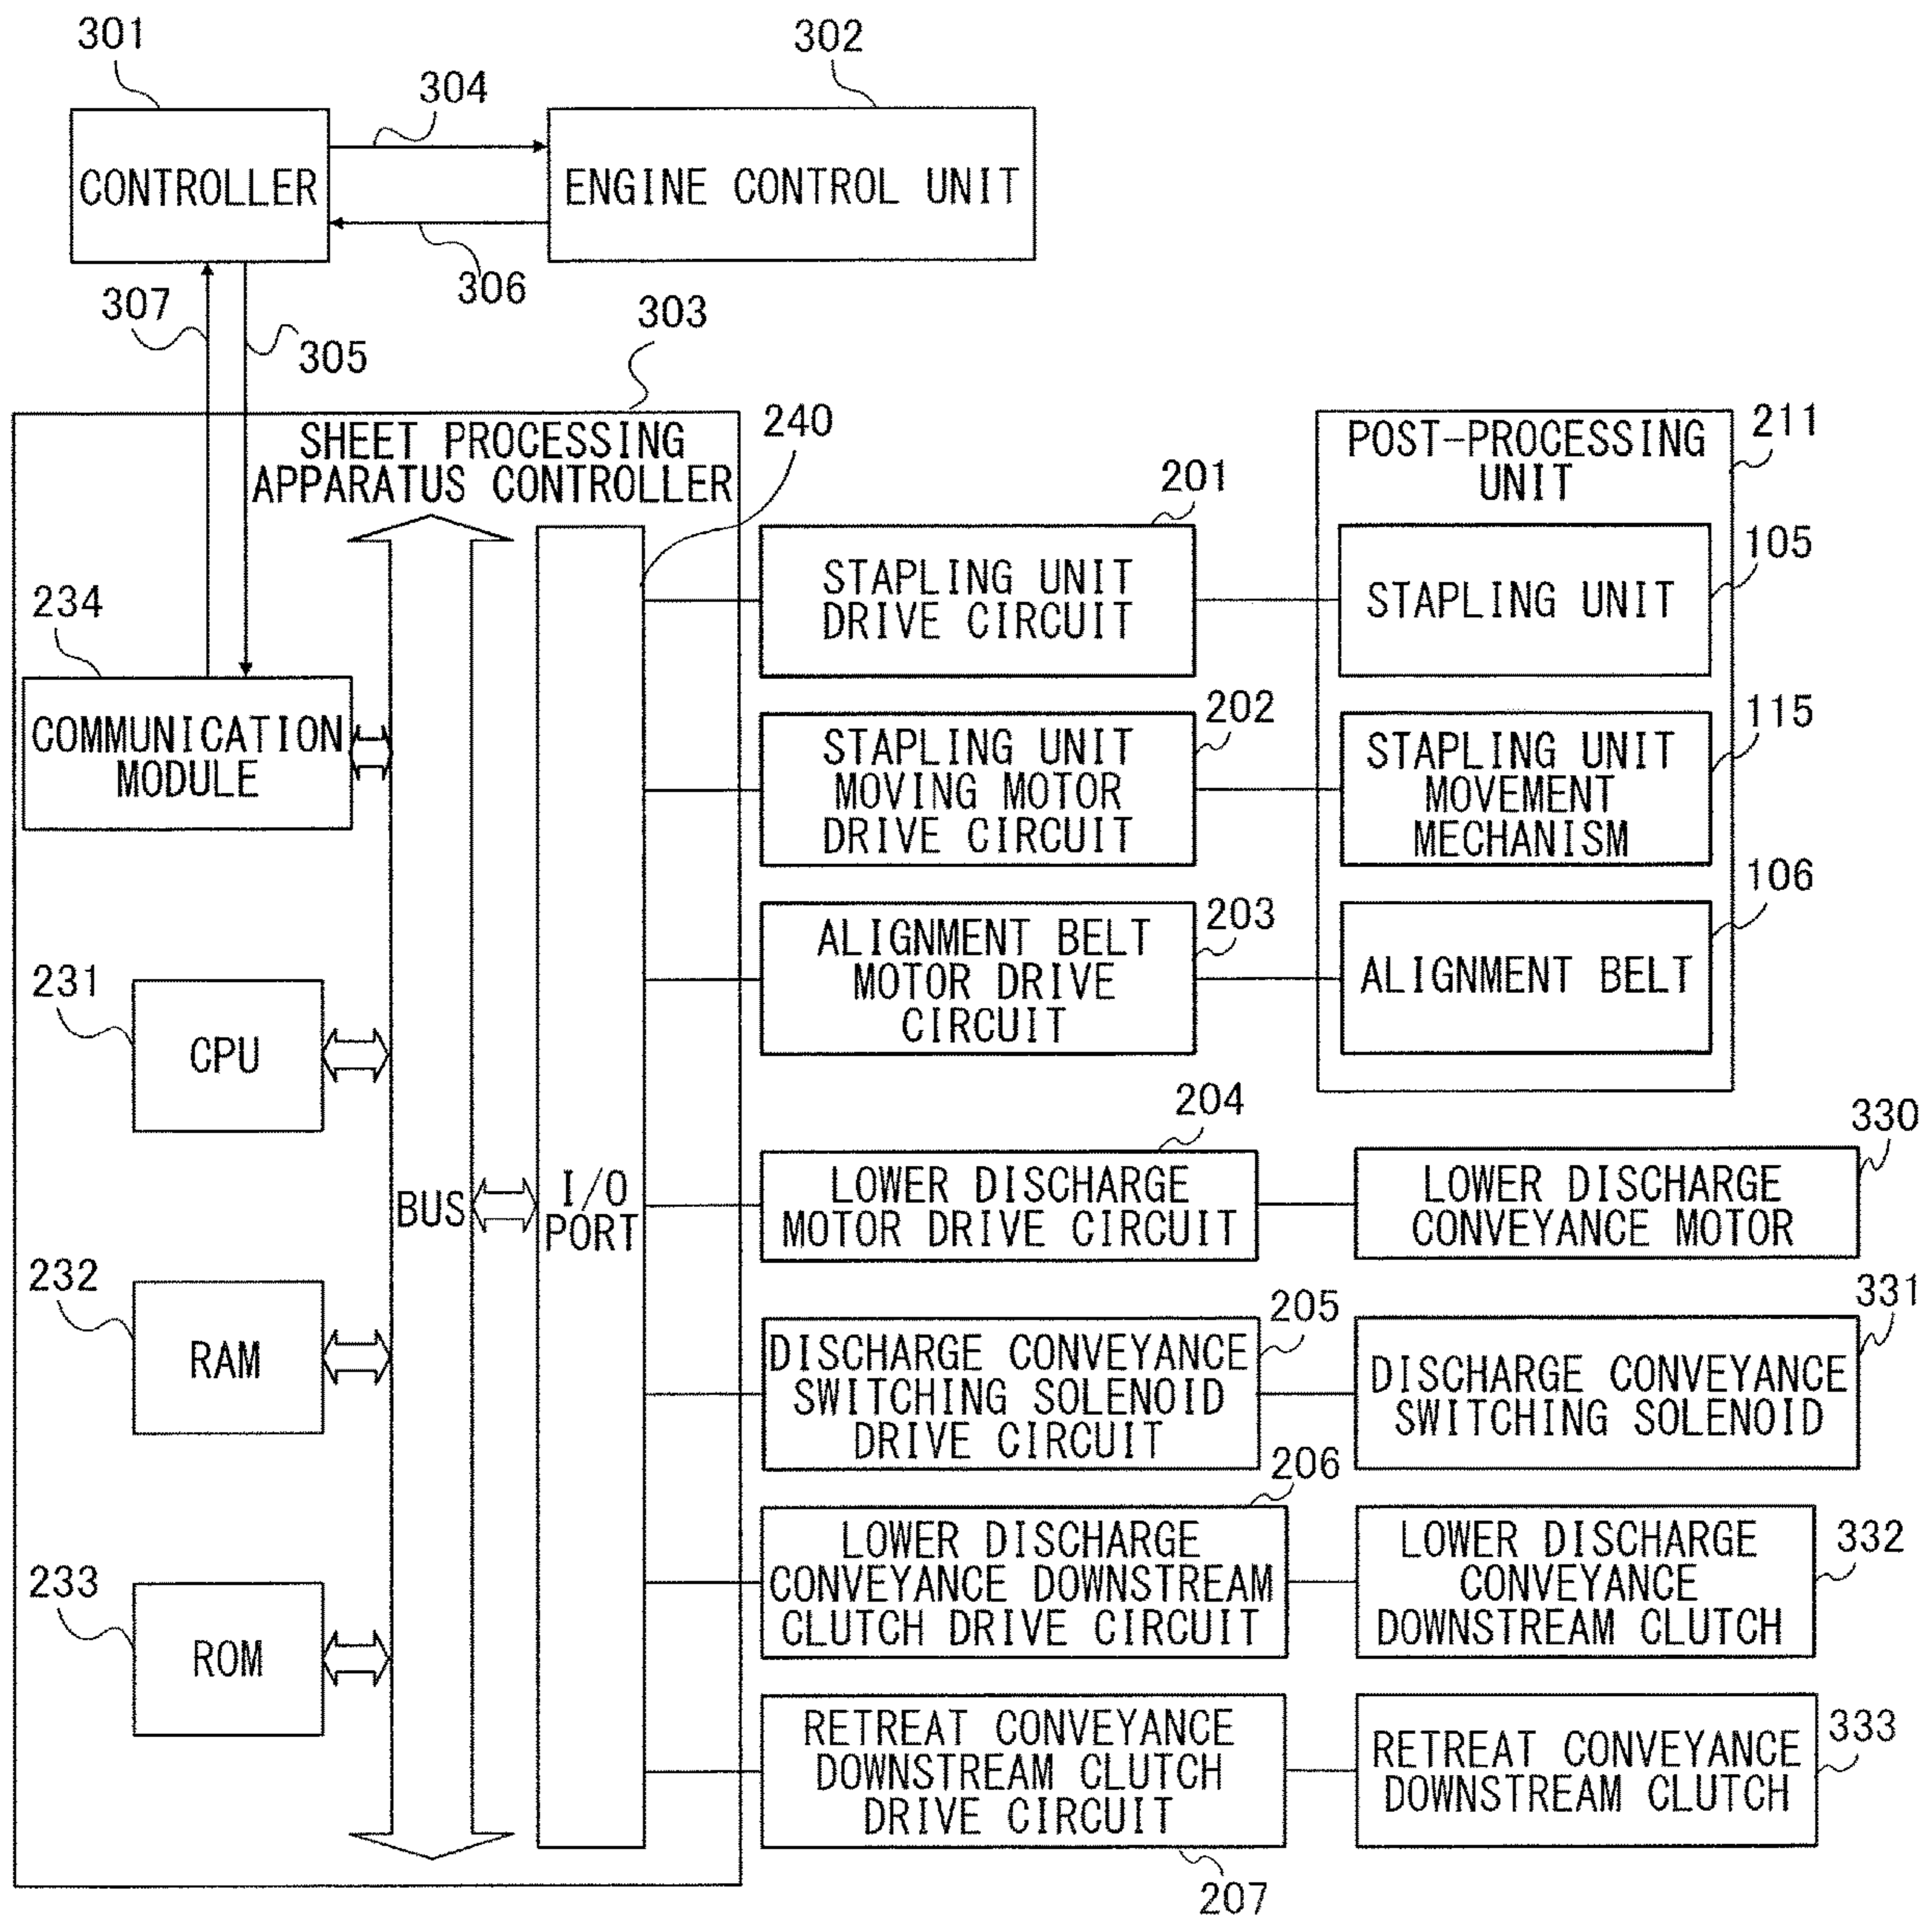 301
302
304
CONTROLLER
ENGINE CONTROL UNIT
306
307
305
303
240
211
SHEET PROCESSING
APPARATUS CONTROLLER
POST-PROCESSING
UNIT
201
105
STAPLING UNIT
DRIVE CIRCUIT
STAPLING UNIT
234
COMMUNICATION
MODULE
202
115
STAPLING UNIT
MOVING MOTOR
DRIVE CIRCUIT
STAPLING UNIT
MOVEMENT
MECHANISM
203
106
ALIGNMENT BELT
MOTOR DRIVE
CIRCUIT
ALIGNMENT BELT
231
CPU
204
330
BUS
I/O
PORT
LOWER DISCHARGE
MOTOR DRIVE CIRCUIT
LOWER DISCHARGE
CONVEYANCE MOTOR
232
RAM
205
331
DISCHARGE CONVEYANCE
SWITCHING SOLENOID
DRIVE CIRCUIT
DISCHARGE CONVEYANCE
SWITCHING SOLENOID
206
332
LOWER DISCHARGE
CONVEYANCE DOWNSTREAM
CLUTCH DRIVE CIRCUIT
LOWER DISCHARGE
CONVEYANCE
DOWNSTREAM CLUTCH
233
ROM
RETREAT CONVEYANCE
DOWNSTREAM CLUTCH
DRIVE CIRCUIT
RETREAT CONVEYANCE
DOWNSTREAM CLUTCH
333
207